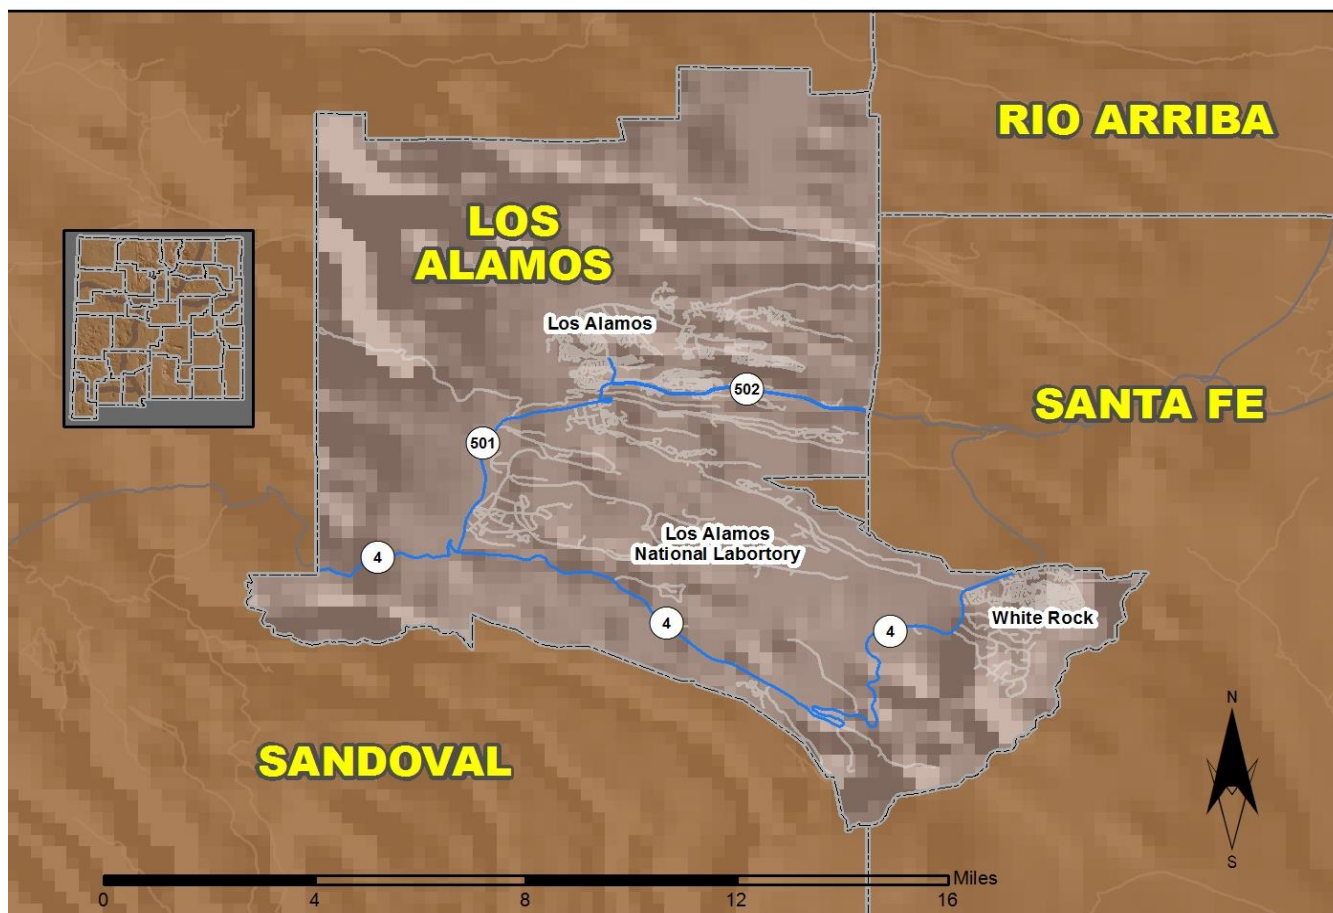 RIO ARRIBA
LOS
ALAMOS
Los Alamos
502
SANTA FE
501
Los Alamos
National Labortory
4
4
4
White Rock
N
SANDOVAL
S
Miles
0
4
8
12
16